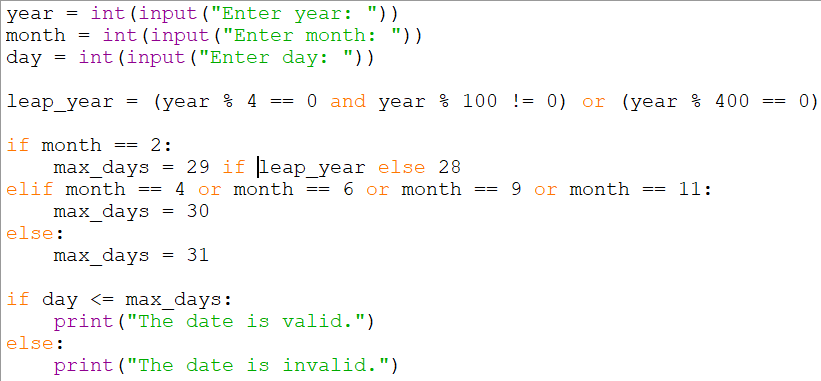 year = int(input("Enter year: "))
month = int(input("Enter month: "))
day = int(input("Enter day: "))

leap_year = (year % 4 == 0 and year % 100 != 0) or (year % 400 == 0)

if month == 2:
    max_days = 29 if leap_year else 28
elif month == 4 or month == 6 or month == 9 or month == 11:
    max_days = 30
else:
    max_days = 31

if day <= max_days:
    print("The date is valid.")
else:
    print("The date is invalid.")